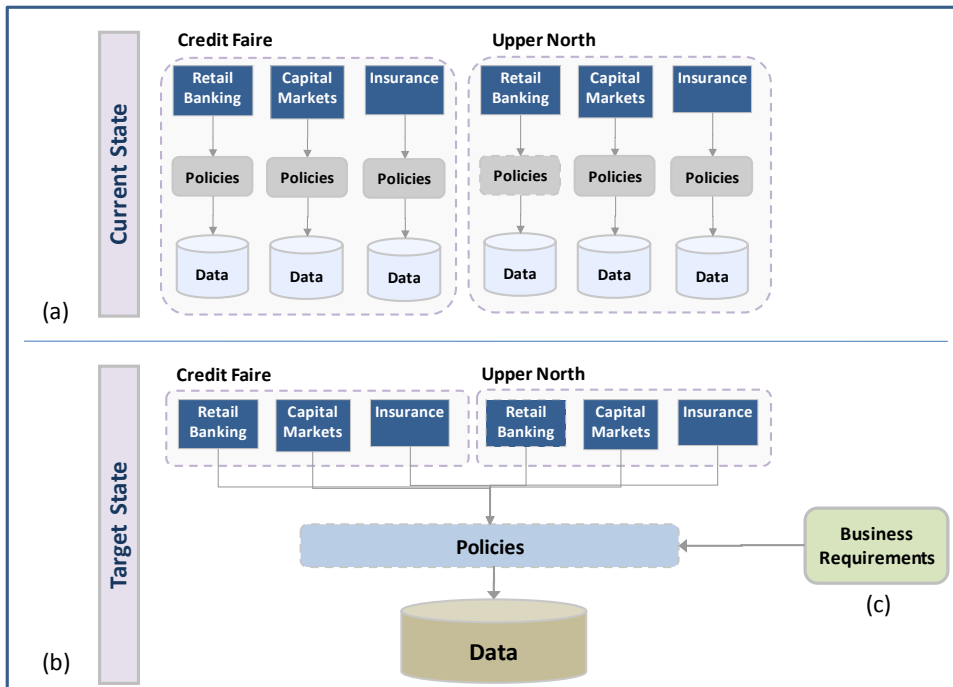 Current State
(a)
Credit Faire
Retail
Banking
Capital
Markets
Insurance
Policies
Policies
Policies
Data
Data
Data
Upper North
Retail
Banking
Capital
Markets
Insurance
Policies
Policies
Policies
Data
Data
Data
Target State
(b)
Credit Faire
Retail
Banking
Capital
Markets
Insurance
Upper North
Retail
Banking
Capital
Markets
Insurance
Policies
Business
Requirements
(c)
Data